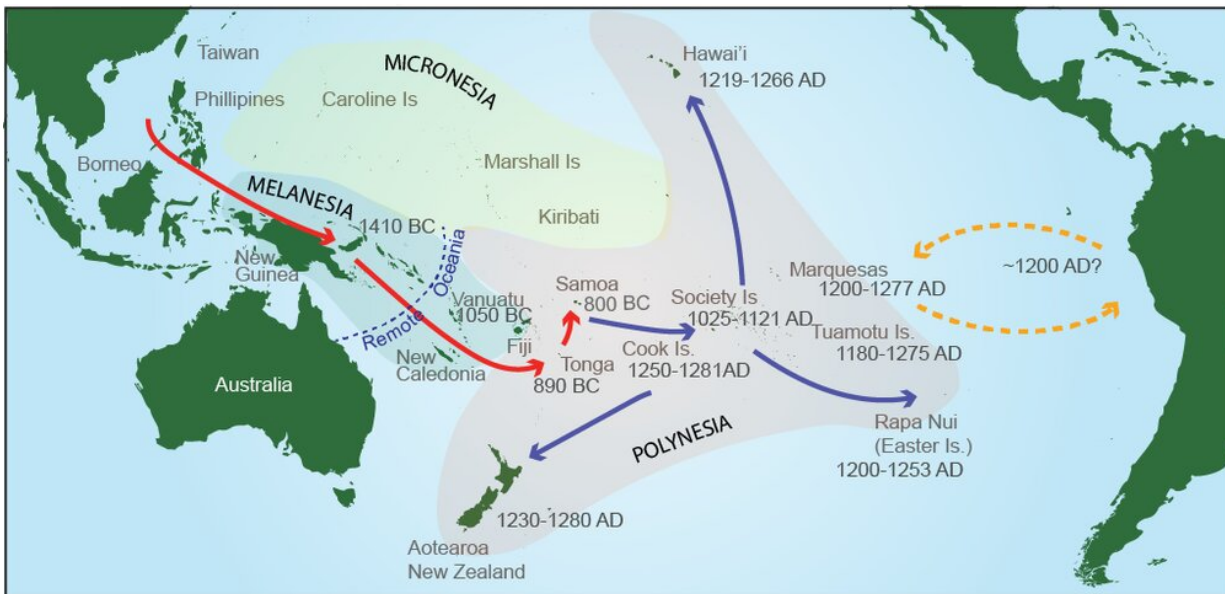 Hawai'i
1219-1266 AD
Taiwan
MICRONESIA
Phillipines
Caroline Is
Borneo
Marshall Is
MELANESIA
Kiribati
1410 BC
New
Guinea
Remote Oceania
Vanuatu
1050 BC
Fiji
New
Caledonia
Samoa
800 BC
Tonga
890 BC
Society Is
1025-1121 AD
Cook Is.
1250-1281AD
Marquesas
1200-1277 AD
Tuamotu Is.
1180-1275 AD
~1200 AD?
Australia
POLYNESIA
Rapa Nui
(Easter Is.)
1200-1253 AD
1230-1280 AD
Aotearoa
New Zealand